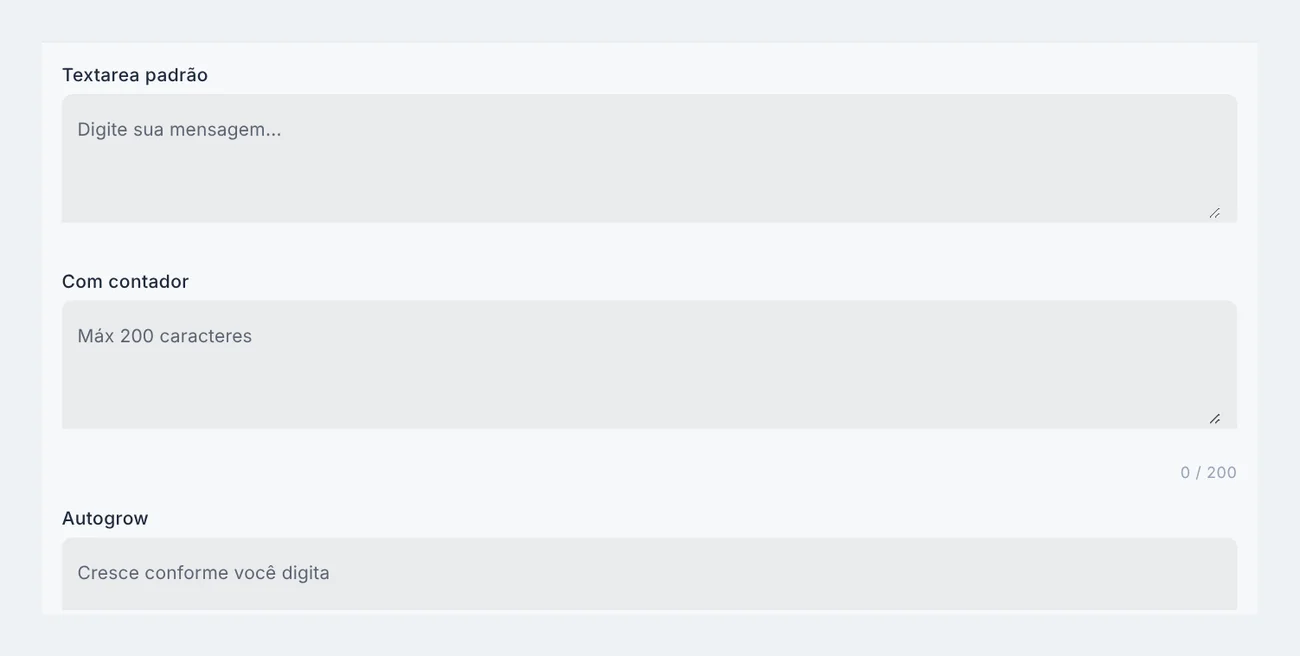 Textarea padrão
Digite sua mensagem...
Com contador
Máx 200 caracteres
0 / 200
Autogrow
Cresce conforme você digita